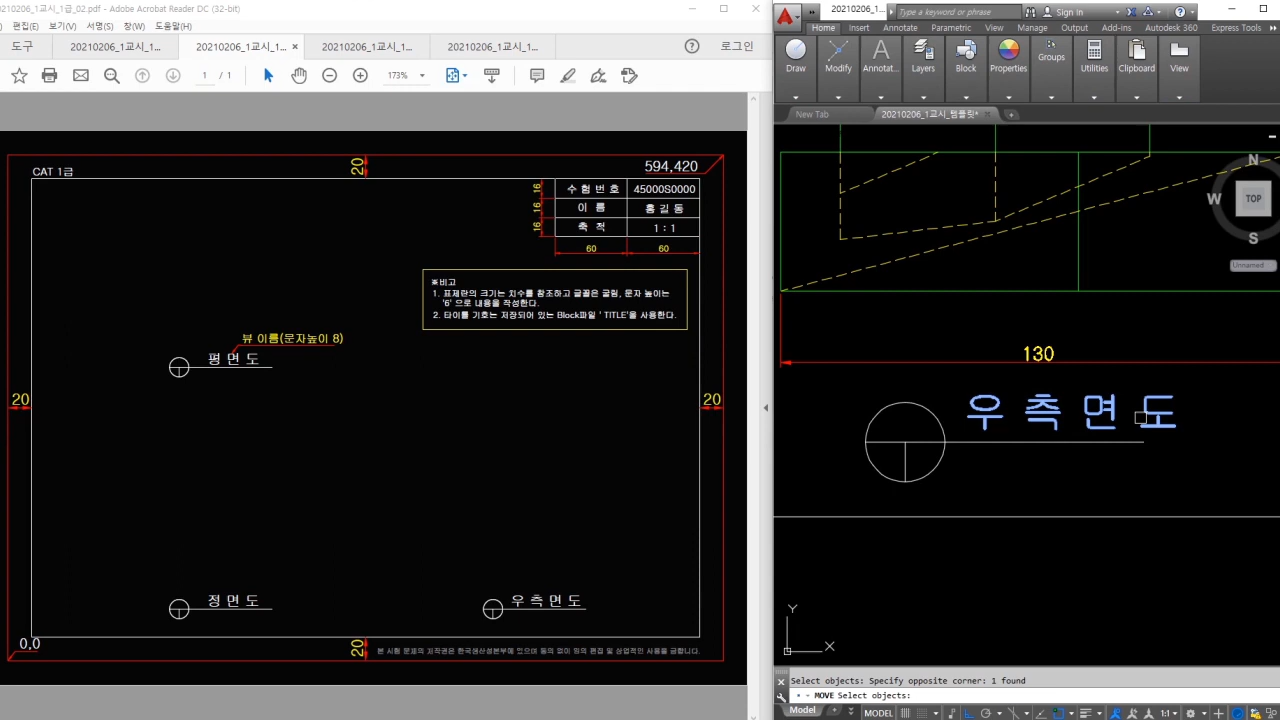 20210206_1교시_1급_02.pdf - Adobe Acrobat Reader DC (32-bit)
편집(E) 보기(V) 서명(S) 창(W) 도움말(H)
도구 20210206_1교시_1... 20210206_1교시_1... × 20210206_1교시_1... 20210206_1교시_1... 로그인
1 / 1 173%
CAT 1급
20
594,420
수 험 번 호 45000S0000
이 름 홍 길 동
축 척 1 : 1
16
16
16
60 60
※비고
1. 표제란의 크기는 치수를 참조하고 글꼴은 굴림, 문자 높이는
'6' 으로 내용을 작성한다.
2. 타이틀 기호는 저장되어 있는 Block파일 ' TITLE'을 사용한다.
뷰 이름(문자높이 8)
평 면 도
20 20
정 면 도
우 측 면 도
0,0
20
본 시험 문제의 저작권은 한국생산성본부에 있으며 동의 없이 임의 편집 및 상업적인 사용을 금합니다.
20210206_1... Type a keyword or phrase Sign In
Home Insert Annotate Parametric View Manage Output Add-ins Autodesk 360 Express Tools
Draw Modify Annotat... Layers Block Properties Groups Utilities Clipboard View
New Tab 20210206_1교시_템플릿*
N
W TOP
S
Unnamed
130
우 측 면 도
Y
X
Select objects: Specify opposite corner: 1 found
MOVE Select objects:
Model
MODEL 1:1